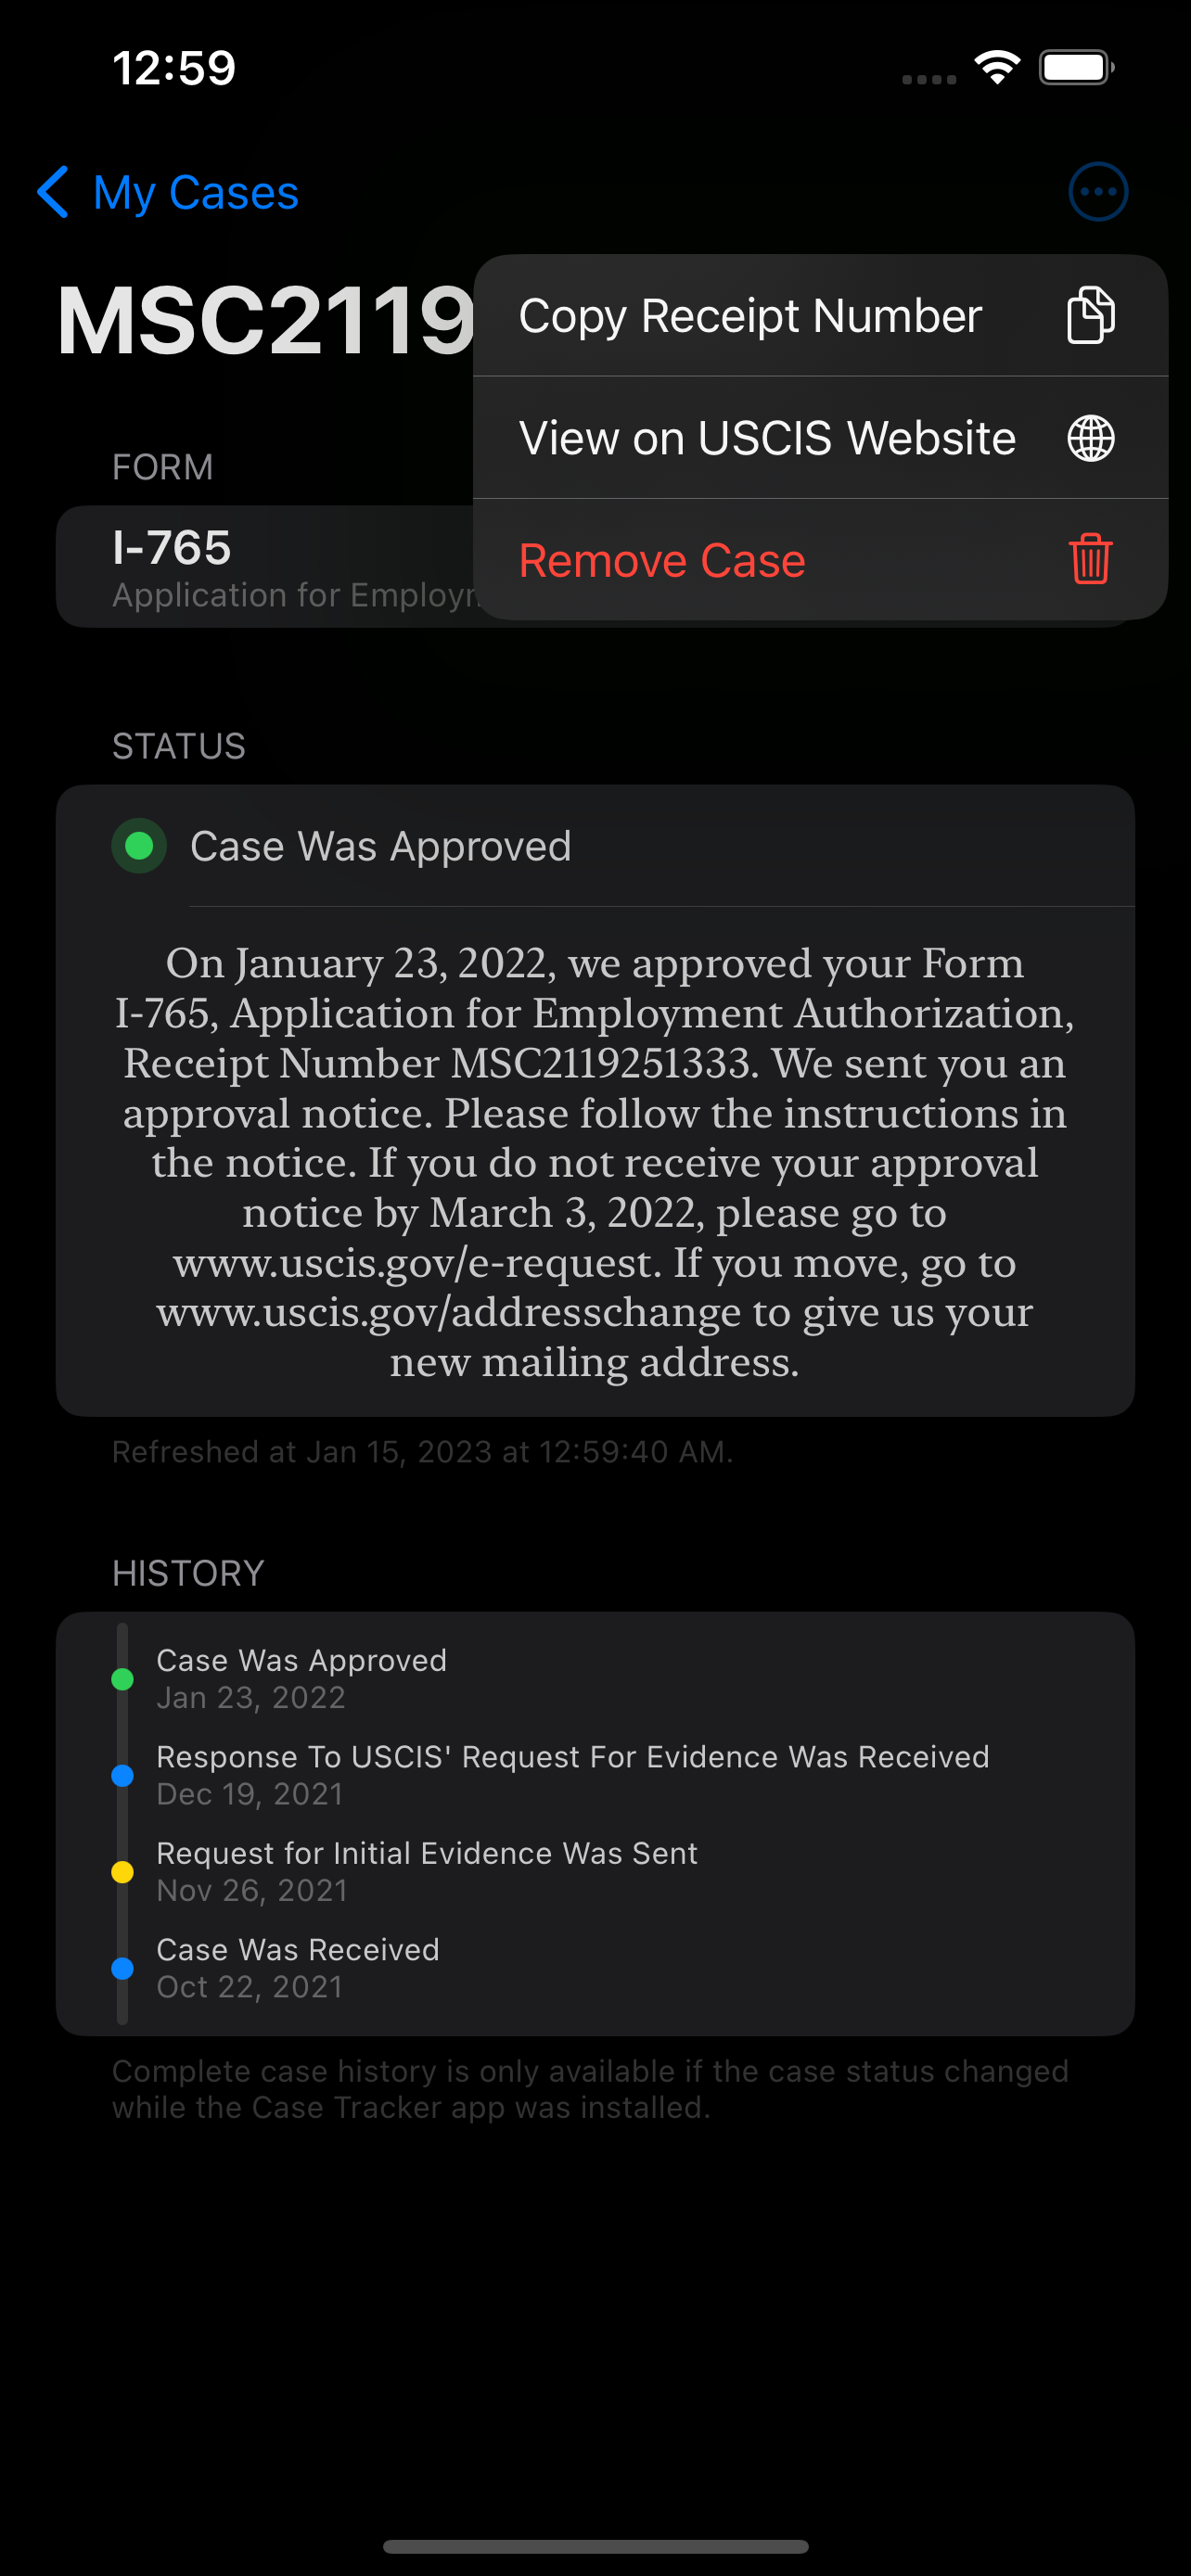 12:59
My Cases
MSC2119
Copy Receipt Number
View on USCIS Website
Remove Case
FORM
I-765
Application for Employ
STATUS
Case Was Approved
On January 23, 2022, we approved your Form
I-765, Application for Employment Authorization,
Receipt Number MSC2119251333. We sent you an
approval notice. Please follow the instructions in
the notice. If you do not receive your approval
notice by March 3, 2022, please go to
www.uscis.gov/e-request. If you move, go to
www.uscis.gov/addresschange to give us your
new mailing address.
Refreshed at Jan 15, 2023 at 12:59:40 AM.
HISTORY
Case Was Approved
Jan 23, 2022
Response To USCIS' Request For Evidence Was Received
Dec 19, 2021
Request for Initial Evidence Was Sent
Nov 26, 2021
Case Was Received
Oct 22, 2021
Complete case history is only available if the case status changed
while the Case Tracker app was installed.